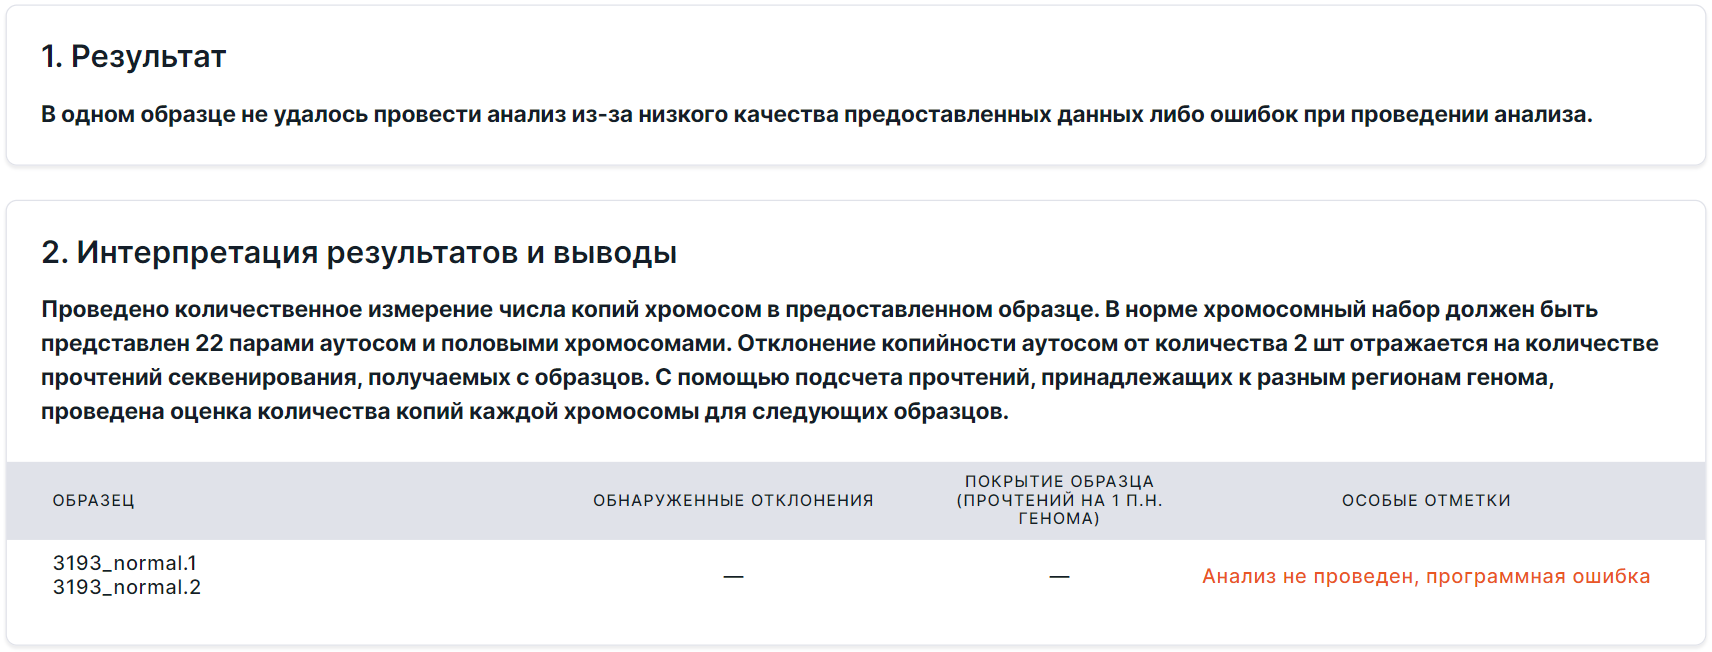 1. Результат
В одном образце не удалось провести анализ из-за низкого качества предоставленных данных либо ошибок при проведении анализа.
2. Интерпретация результатов и выводы
Проведено количественное измерение числа копий хромосом в предоставленном образце. В норме хромосомный набор должен быть
представлен 22 парами аутосом и половыми хромосомами. Отклонение копийности аутосом от количества 2 шт отражается на количестве
прочтений секвенирования, получаемых с образцов. С помощью подсчета прочтений, принадлежащих к разным регионам генома,
проведена оценка количества копий каждой хромосомы для следующих образцов.
ОБРАЗЕЦ
ОБНАРУЖЕННЫЕ ОТКЛОНЕНИЯ
ПОКРЫТИЕ ОБРАЗЦА
(ПРОЧТЕНИЙ НА 1 П.Н.
ГЕНОМА)
ОСОБЫЕ ОТМЕТКИ
3193_normal.1
3193_normal.2
—
—
Анализ не проведен, программная ошибка